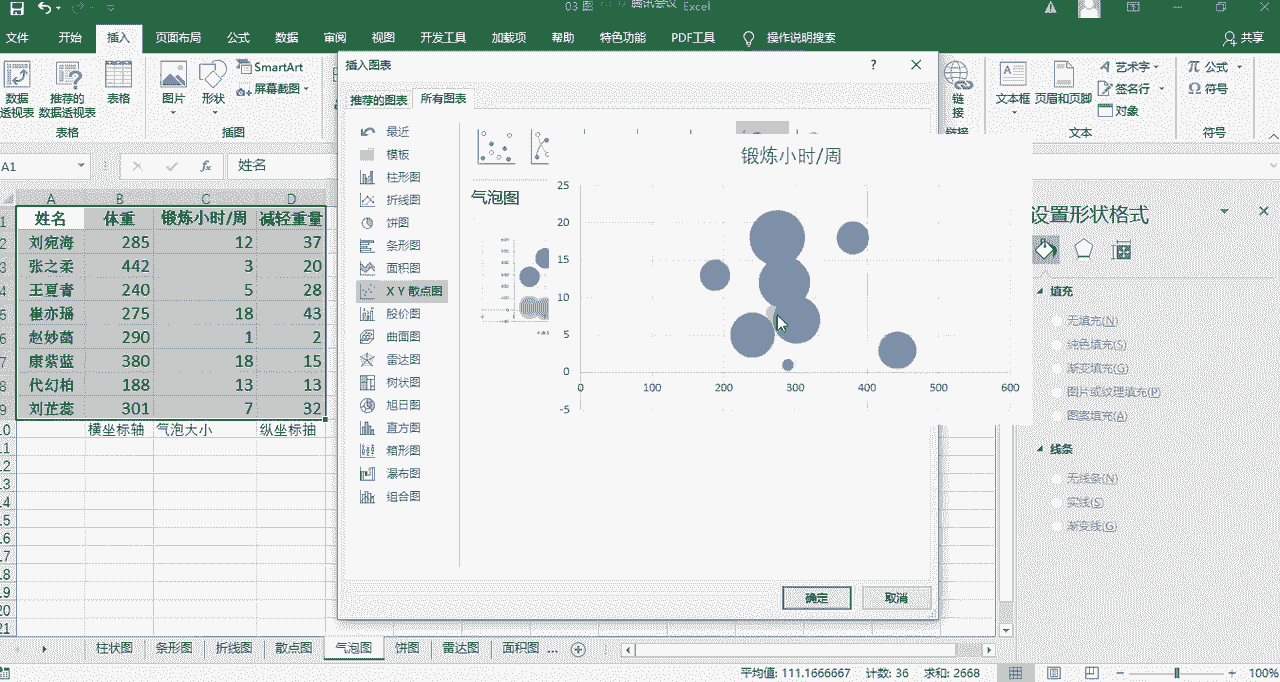 03 图 腾讯会议 Excel
文件 开始 插入 页面布局 公式 数据 审阅 视图 开发工具 加载项 帮助 特色功能 PDF工具 操作说明搜索 共享
数据透视表 推荐的数据透视表 表格 图片 形状 SmartArt 屏幕截图
表格 插图
链接 文本框 页眉和页脚 艺术字 签名行 对象 公式 符号
链接 文本 符号
A1 fx 姓名
A B C D
姓名 体重 锻炼小时/周 减轻重量
2 刘宛海 285 12 37
3 张之柔 442 3 20
4 王夏青 240 5 28
5 崔亦瑶 275 18 43
6 赵妙菡 290 1 2
7 康紫蓝 380 18 15
8 代幻柏 188 13 13
9 刘芷蕊 301 7 32
10 横坐标轴 气泡大小 纵坐标抽
11
12
13
14
15
16
17
18
19
20
21
插入图表 ?
推荐的图表 所有图表
最近
模板
柱形图
折线图
饼图
条形图
面积图
X Y 散点图
股价图
曲面图
雷达图
树状图
旭日图
直方图
箱形图
瀑布图
组合图
气泡图
锻炼小时/周
25
20
15
10
5
0
-5
0 100 200 300 400 500 600
确定 取消
设置形状格式
填充
无填充(N)
纯色填充(S)
渐变填充(G)
图片或纹理填充(P)
图案填充(A)
线条
无线条(N)
实线(S)
渐变线(G)
柱状图 条形图 折线图 散点图 气泡图 饼图 雷达图 面积图 ...
平均值: 111.1666667 计数: 36 求和: 2668 100%